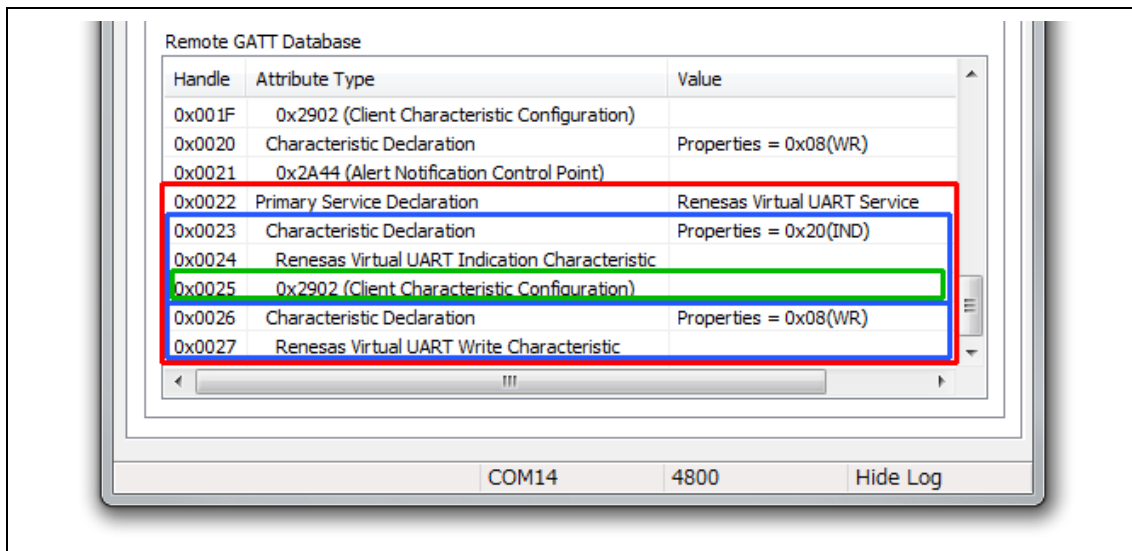 Remote GATT Database
Handle Attribute Type Value
0x001F 0x2902 (Client Characteristic Configuration)
0x0020 Characteristic Declaration Properties = 0x08(WR)
0x0021 0x2A44 (Alert Notification Control Point)
0x0022 Primary Service Declaration Renesas Virtual UART Service
0x0023 Characteristic Declaration Properties = 0x20(IND)
0x0024 Renesas Virtual UART Indication Characteristic
0x0025 0x2902 (Client Characteristic Configuration)
0x0026 Characteristic Declaration Properties = 0x08(WR)
0x0027 Renesas Virtual UART Write Characteristic
COM14 4800 Hide Log